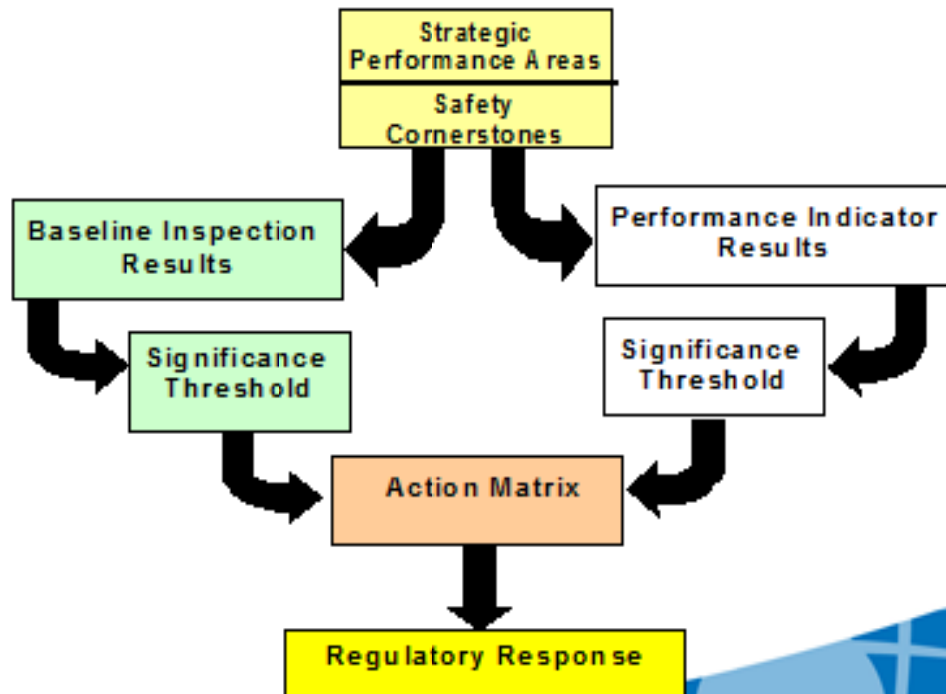 Strategic
Performance Areas
Safety
Cornerstones
Baseline Inspection
Results
Performance Indicator
Results
Significance
Threshold
Significance
Threshold
Action Matrix
Regulatory Response